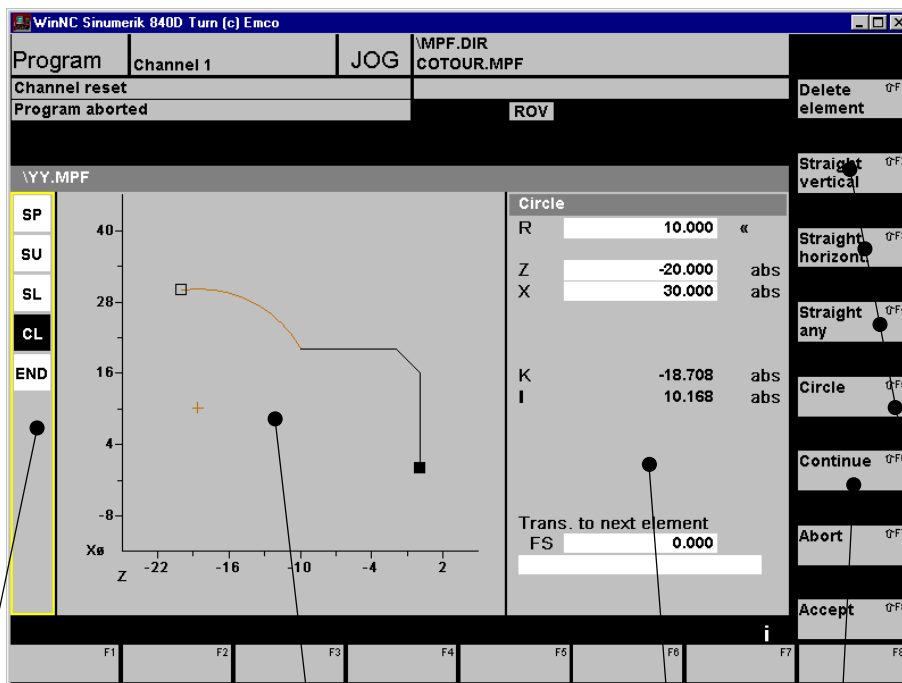 WinNC Sinumerik 840D Turn (c) Emco
Program
Channel 1
JOG
\MPF.DIR
COTOUR.MPF
Channel reset
Program aborted
ROV
\YY.MPF
SP
SU
SL
CL
END
40
28
16
4
-8
Xø
Z
-22
-16
-10
-4
2
Circle
R 10.000 «
Z -20.000 abs
X 30.000 abs
K -18.708 abs
I 10.168 abs
Trans. to next element
FS 0.000
i
Delete element
Straight vertical
Straight horizont
Straight any
Circle
Continue
Abort
Accept
F1
F2
F3
F4
F5
F6
F7
F8